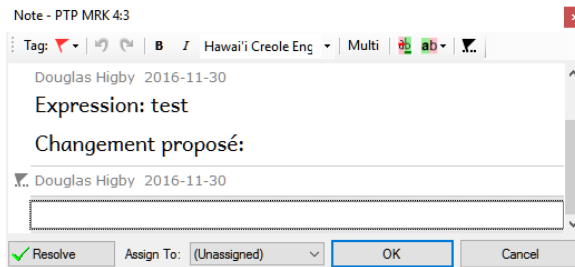 Note - PTP MRK 4:3
Tag: B I Hawai'i Creole Eng Multi ab ab
Douglas Higby 2016-11-30
Expression: test
Changement proposé:
Douglas Higby 2016-11-30
Resolve Assign To: (Unassigned) OK Cancel